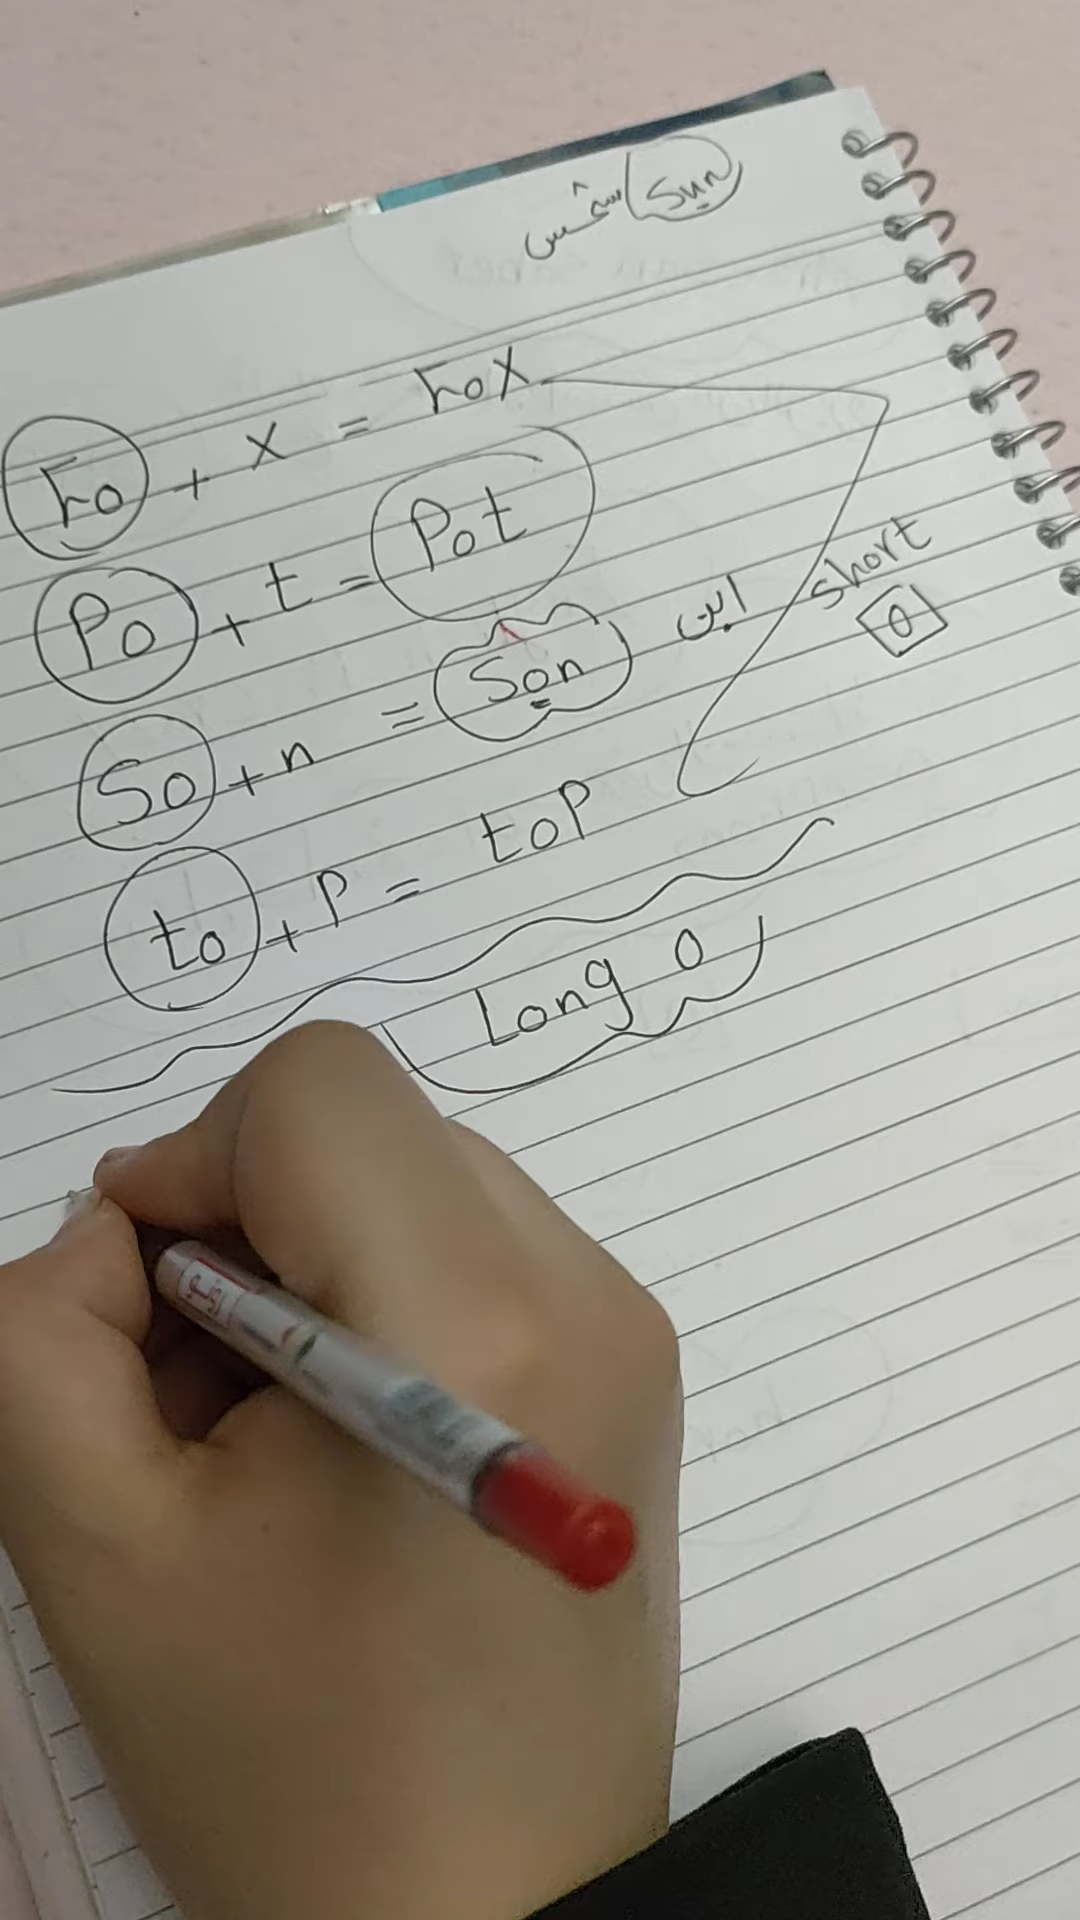 شمس / sun
fo + x = fox
Po + t = Pot
short
o
So + n = Son ابن
to + P = toP
Long o